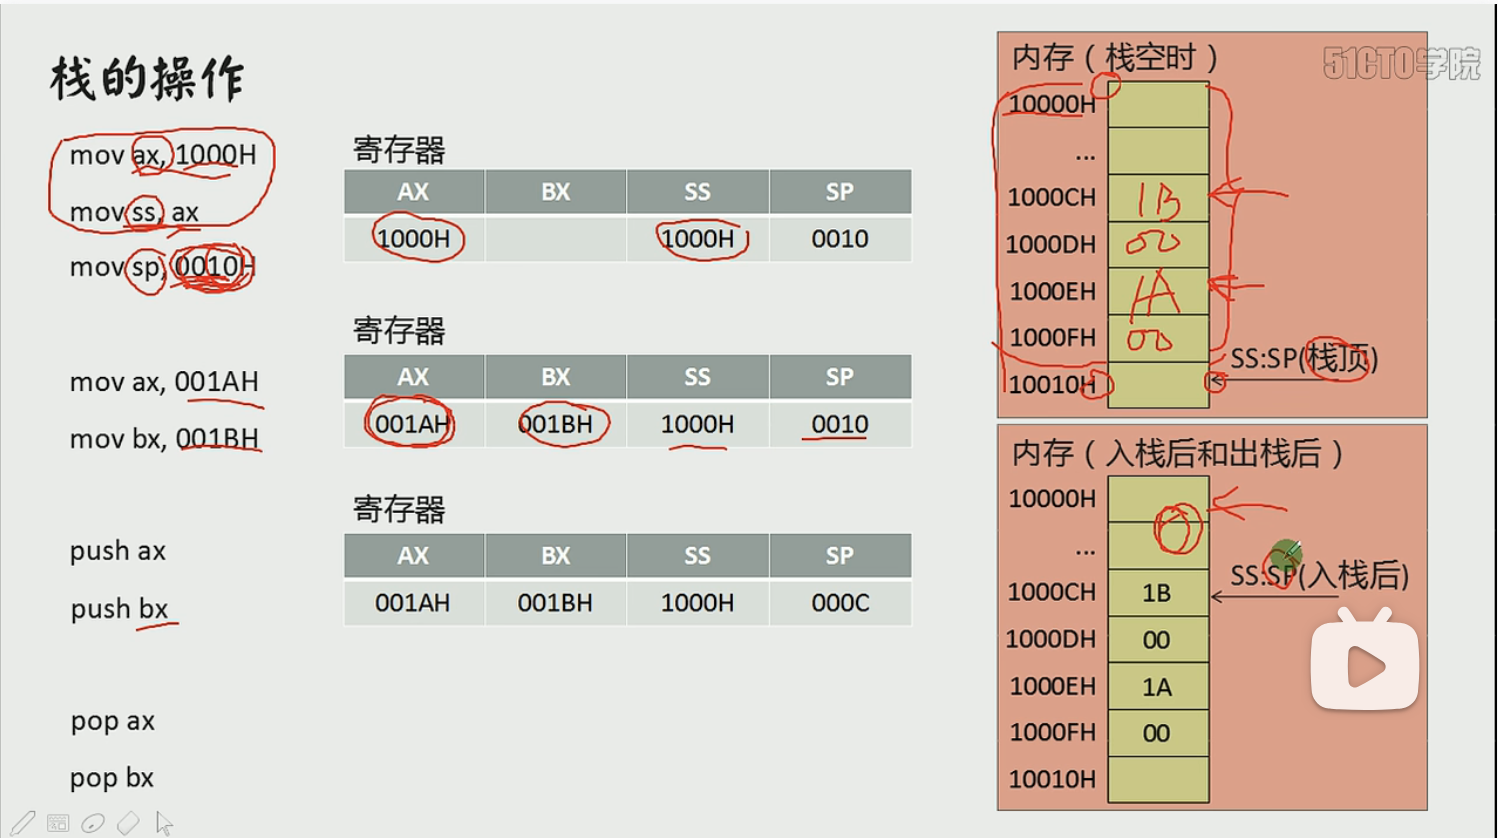 栈的操作
mov ax, 1000H
mov ss, ax
mov sp, 0010H
mov ax, 001AH
mov bx, 001BH
push ax
push bx
pop ax
pop bx
寄存器
AX BX SS SP
1000H 1000H 0010
寄存器
AX BX SS SP
001AH 001BH 1000H 0010
寄存器
AX BX SS SP
001AH 001BH 1000H 000C
内存（栈空时）
51CTO学院
10000H
...
1000CH 1B
1000DH 00
1000EH 1A
1000FH 00
SS:SP(栈顶)
10010H
内存（入栈后和出栈后）
10000H
...
SS:SP(入栈后)
1000CH 1B
1000DH 00
1000EH 1A
1000FH 00
10010H